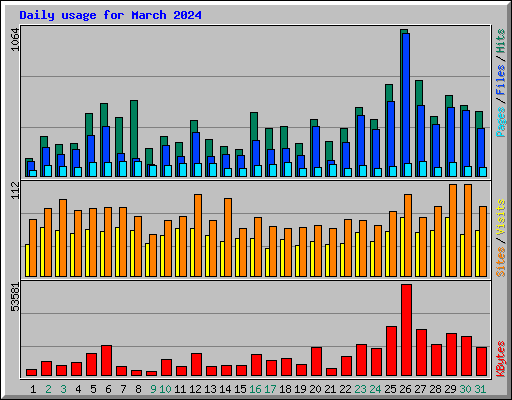 Daily usage for March 2024
1064
Pages / Files / Hits
112
Sites / Visits
53581
KBytes
1 2 3 4 5 6 7 8 9 10 11 12 13 14 15 16 17 18 19 20 21 22 23 24 25 26 27 28 29 30 31